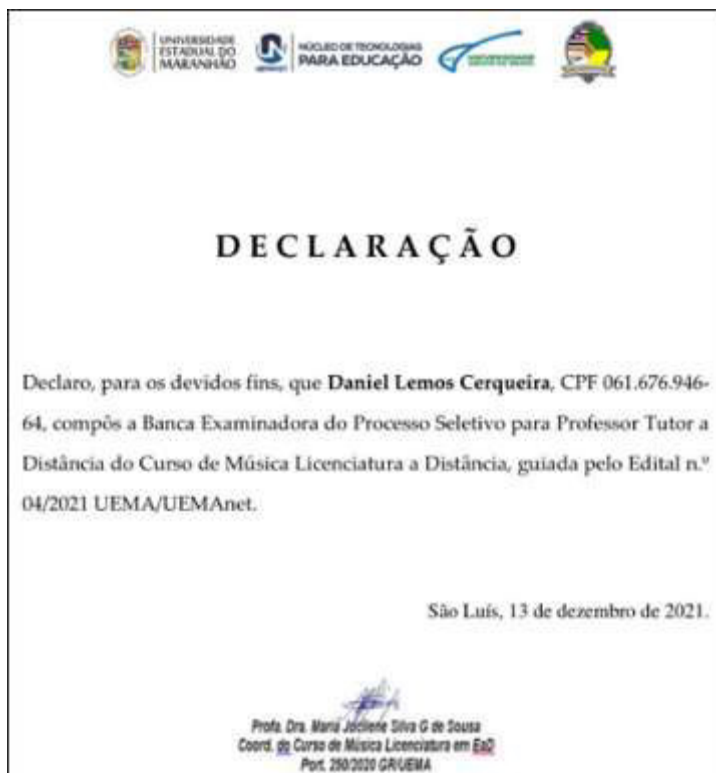 UNIVERSIDADE
ESTADUAL DO
MARANHÃO
NÚCLEO DE TECNOLOGIAS
PARA EDUCAÇÃO
UNIVERSIDADE
DECLARAÇÃO
Declaro, para os devidos fins, que Daniel Lemos Cerqueira, CPF 061.676.946-
64, compôs a Banca Examinadora do Processo Seletivo para Professor Tutor a
Distância do Curso de Música Licenciatura a Distância, guiada pelo Edital n.º
04/2021 UEMA/UEMAnet.
São Luís, 13 de dezembro de 2021.
Profa. Dra. Maria Jocilene Silva G de Sousa
Coord. do Curso de Música Licenciatura em EaD
Port. 250/2020 GR/UEMA